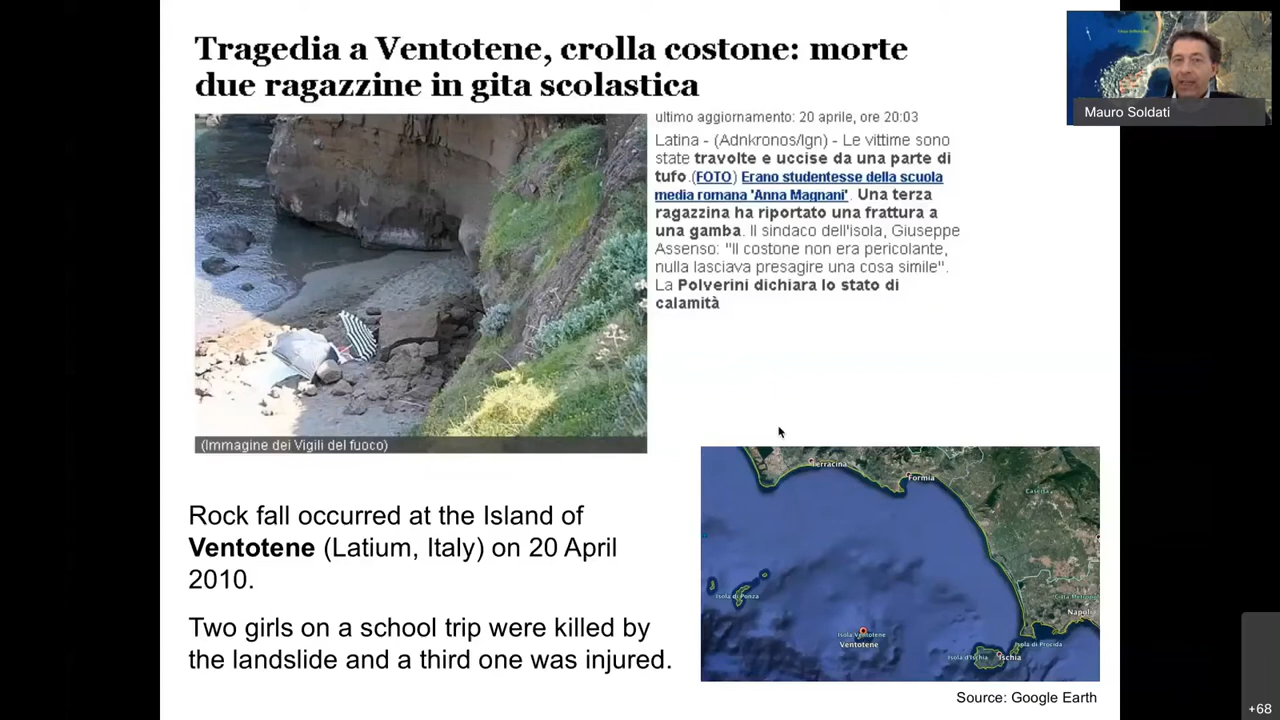 Tragedia a Ventotene, crolla costone: morte
due ragazzine in gita scolastica
Mauro Soldati
ultimo aggiornamento: 20 aprile, ore 20:03
Latina - (Adnkronos/Ign) - Le vittime sono
state travolte e uccise da una parte di
tufo.(FOTO) Erano studentesse della scuola
media romana 'Anna Magnani'. Una terza
ragazzina ha riportato una frattura a
una gamba. Il sindaco dell'isola, Giuseppe
Assenso: "Il costone non era pericolante,
nulla lasciava presagire una cosa simile".
La Polverini dichiara lo stato di
calamità
(Immagine dei Vigili del fuoco)
Rock fall occurred at the Island of
Ventotene (Latium, Italy) on 20 April
2010.
Two girls on a school trip were killed by
the landslide and a third one was injured.
Terracina
Formia
Caserta
Isola di Ponza
Napoli
Isola Ventotene
Ventotene
Isola di Procida
Isola d'Ischia
Ischia
Source: Google Earth
+68